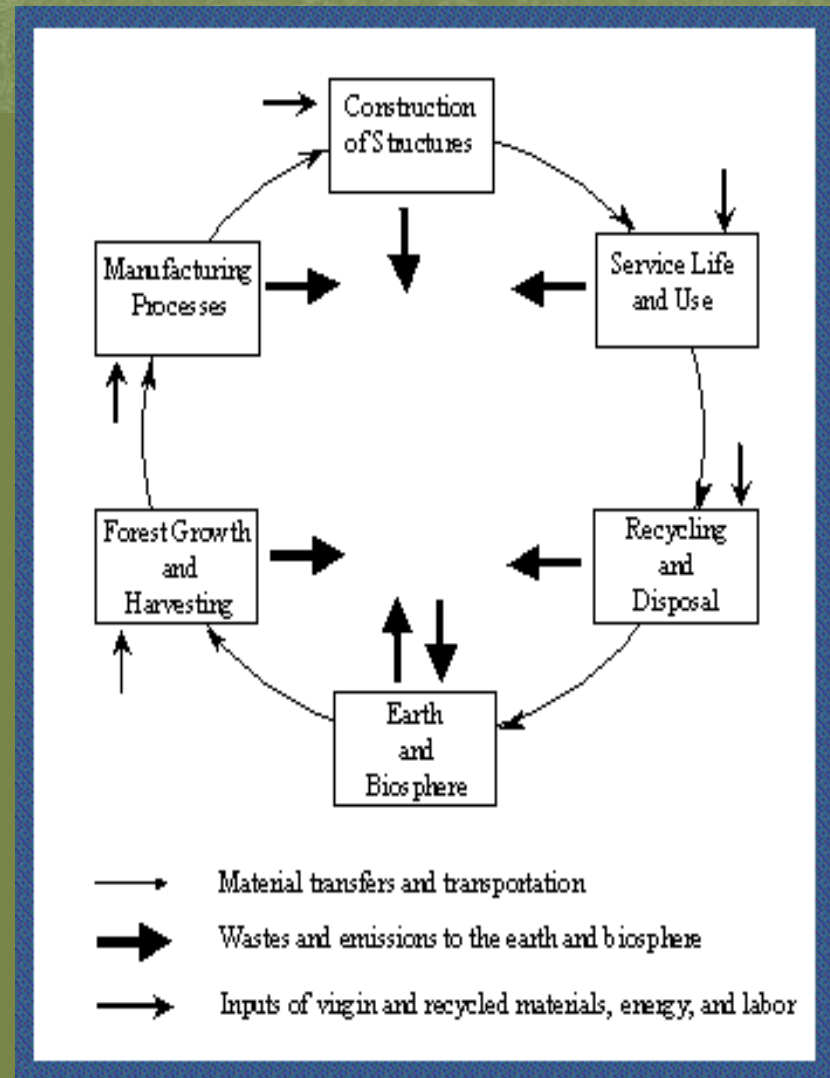 Construction
of Structures
Manufacturing
Processes
Service Life
and Use
Forest Growth
and
Harvesting
Recycling
and
Disposal
Earth
and
Biosphere
Material transfers and transportation
Wastes and emissions to the earth and biosphere
Inputs of virgin and recycled materials, energy, and labor